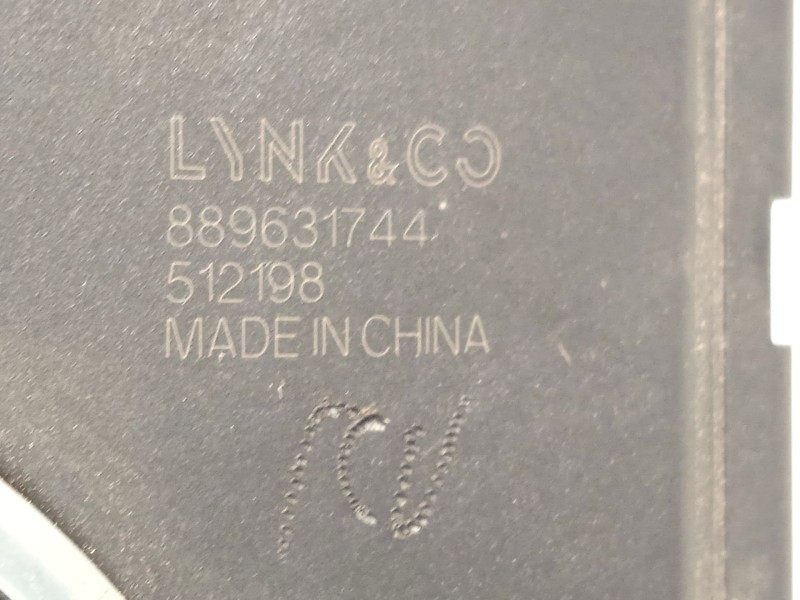 LYNK & CO
889631744
512198
MADE IN CHINA